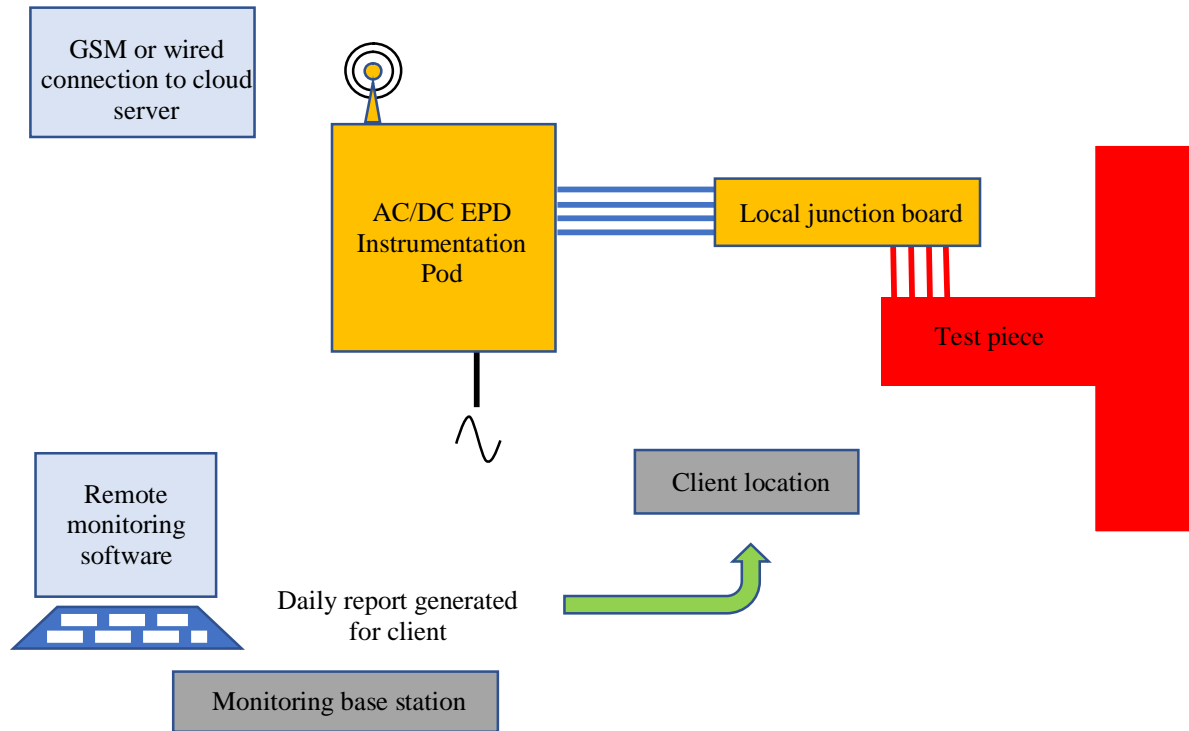 GSM or wired
connection to cloud
server
AC/DC EPD
Instrumentation
Pod
Local junction board
Test piece
Client location
Remote
monitoring
software
Daily report generated
for client
Monitoring base station